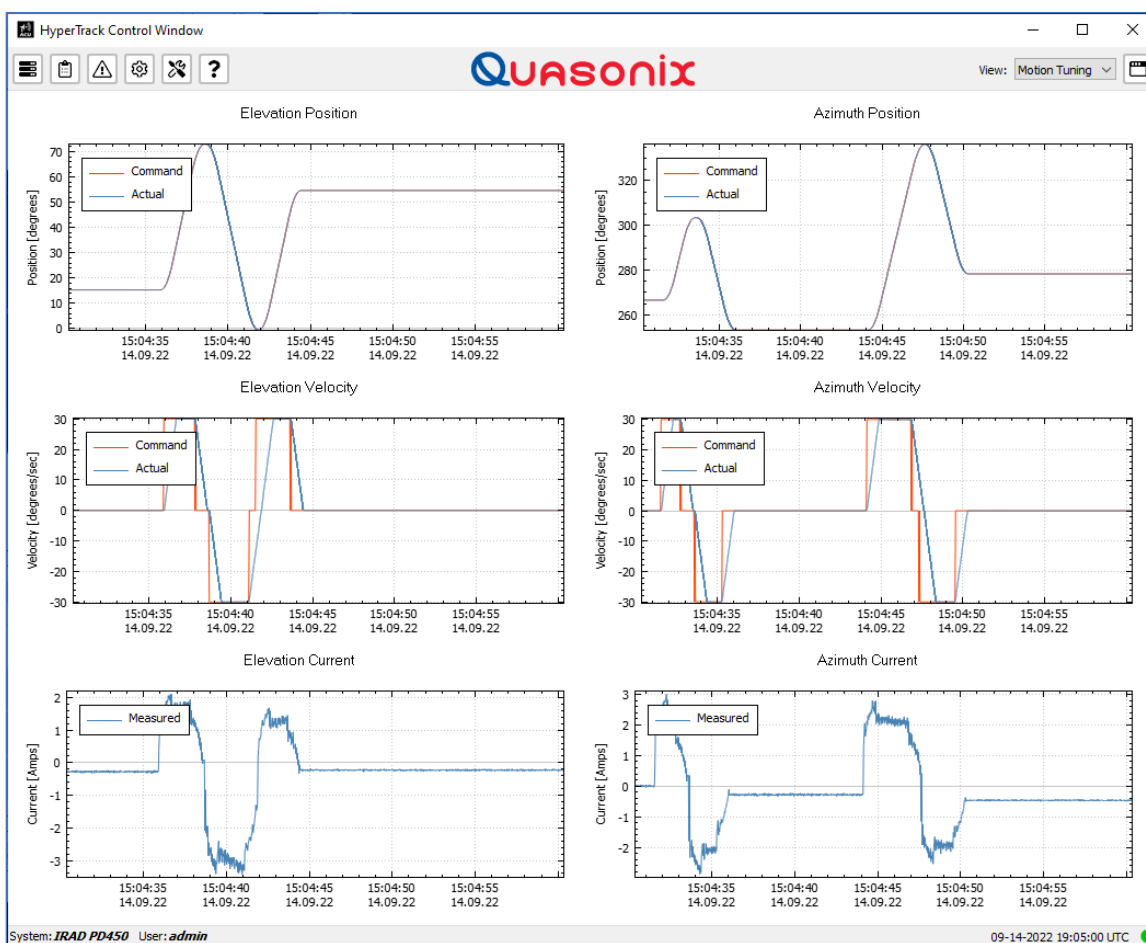 HyperTrack Control Window
QUASONIX
View: Motion Tuning
Elevation Position
Azimuth Position
Position [degrees]
70
60
50
40
30
20
10
0
Command
Actual
15:04:35 15:04:40 15:04:45 15:04:50 15:04:55
14.09.22 14.09.22 14.09.22 14.09.22 14.09.22
Position [degrees]
320
300
280
260
Command
Actual
15:04:35 15:04:40 15:04:45 15:04:50 15:04:55
14.09.22 14.09.22 14.09.22 14.09.22 14.09.22
Elevation Velocity
Azimuth Velocity
Velocity [degrees/sec]
30
20
10
0
-10
-20
-30
Command
Actual
15:04:35 15:04:40 15:04:45 15:04:50 15:04:55
14.09.22 14.09.22 14.09.22 14.09.22 14.09.22
Velocity [degrees/sec]
30
20
10
0
-10
-20
-30
Command
Actual
15:04:35 15:04:40 15:04:45 15:04:50 15:04:55
14.09.22 14.09.22 14.09.22 14.09.22 14.09.22
Elevation Current
Azimuth Current
Current [Amps]
2
1
0
-1
-2
-3
Measured
15:04:35 15:04:40 15:04:45 15:04:50 15:04:55
14.09.22 14.09.22 14.09.22 14.09.22 14.09.22
Current [Amps]
3
2
1
0
-1
-2
Measured
15:04:35 15:04:40 15:04:45 15:04:50 15:04:55
14.09.22 14.09.22 14.09.22 14.09.22 14.09.22
System: IRAD PD450 User: admin
09-14-2022 19:05:00 UTC